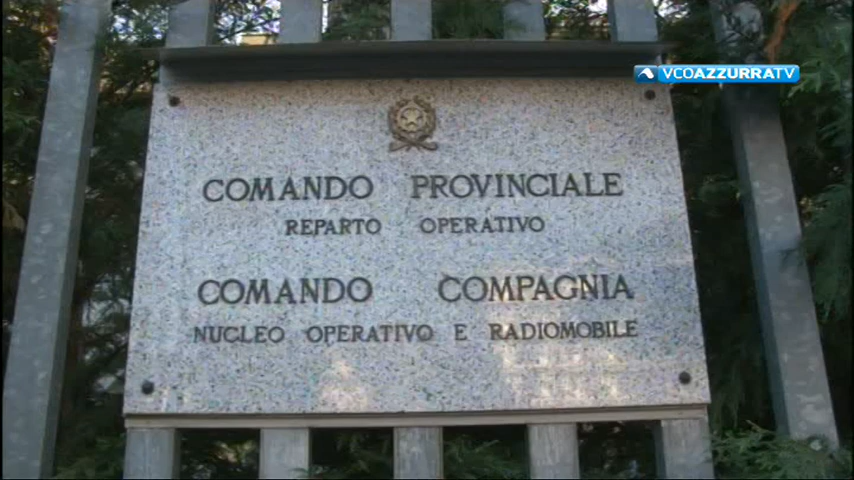 VCOAZZURRATV
COMANDO PROVINCIALE
REPARTO OPERATIVO
COMANDO COMPAGNIA
NUCLEO OPERATIVO E RADIOMOBILE